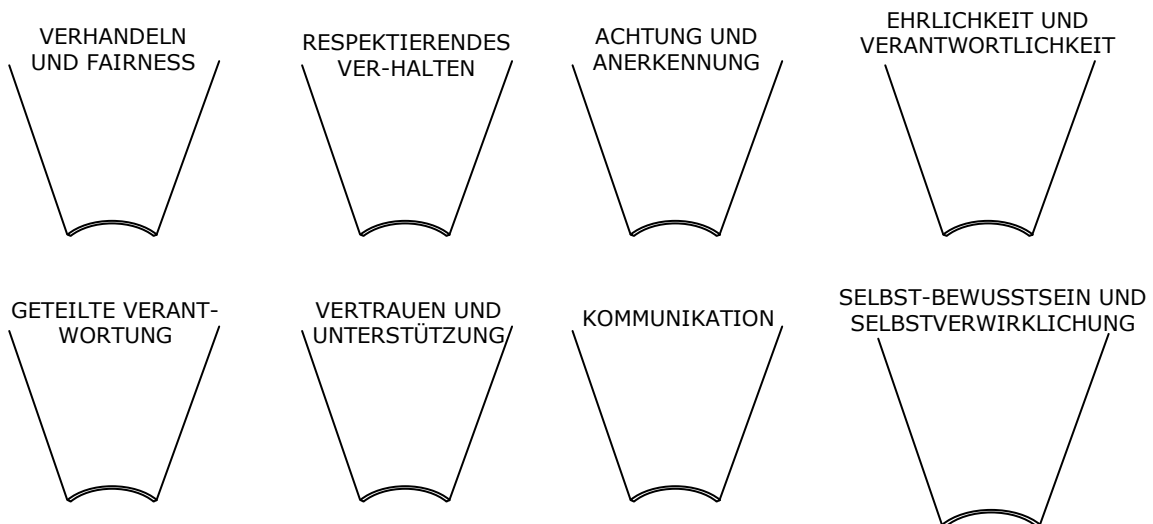 VERHANDELN
UND FAIRNESS
RESPEKTIERENDES
VER-HALTEN
ACHTUNG UND
ANERKENNUNG
EHRLICHKEIT UND
VERANTWORTLICHKEIT
GETEILTE VERANT-
WORTUNG
VERTRAUEN UND
UNTERSTÜTZUNG
KOMMUNIKATION
SELBST-BEWUSSTSEIN UND
SELBSTVERWIRKLICHUNG